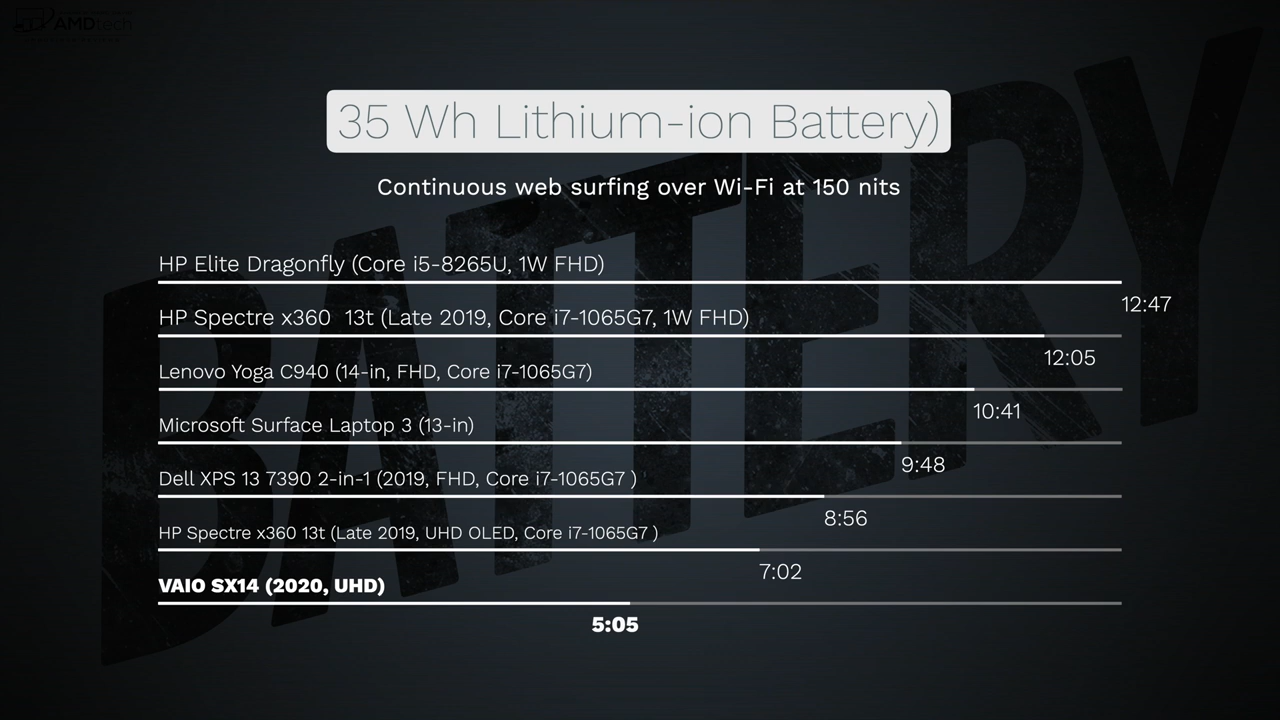 AMDtech
35 Wh Lithium-ion Battery)
Continuous web surfing over Wi-Fi at 150 nits
BATTERY
HP Elite Dragonfly (Core i5-8265U, 1W FHD)
12:47
HP Spectre x360 13t (Late 2019, Core i7-1065G7, 1W FHD)
12:05
Lenovo Yoga C940 (14-in, FHD, Core i7-1065G7)
10:41
Microsoft Surface Laptop 3 (13-in)
9:48
Dell XPS 13 7390 2-in-1 (2019, FHD, Core i7-1065G7 )
8:56
HP Spectre x360 13t (Late 2019, UHD OLED, Core i7-1065G7 )
7:02
VAIO SX14 (2020, UHD)
5:05